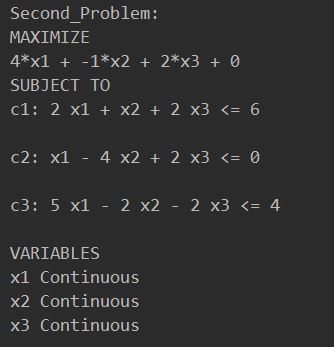 Second_Problem:
MAXIMIZE
4*x1 + -1*x2 + 2*x3 + 0
SUBJECT TO
c1: 2 x1 + x2 + 2 x3 <= 6
c2: x1 - 4 x2 + 2 x3 <= 0
c3: 5 x1 - 2 x2 - 2 x3 <= 4
VARIABLES
x1 Continuous
x2 Continuous
x3 Continuous